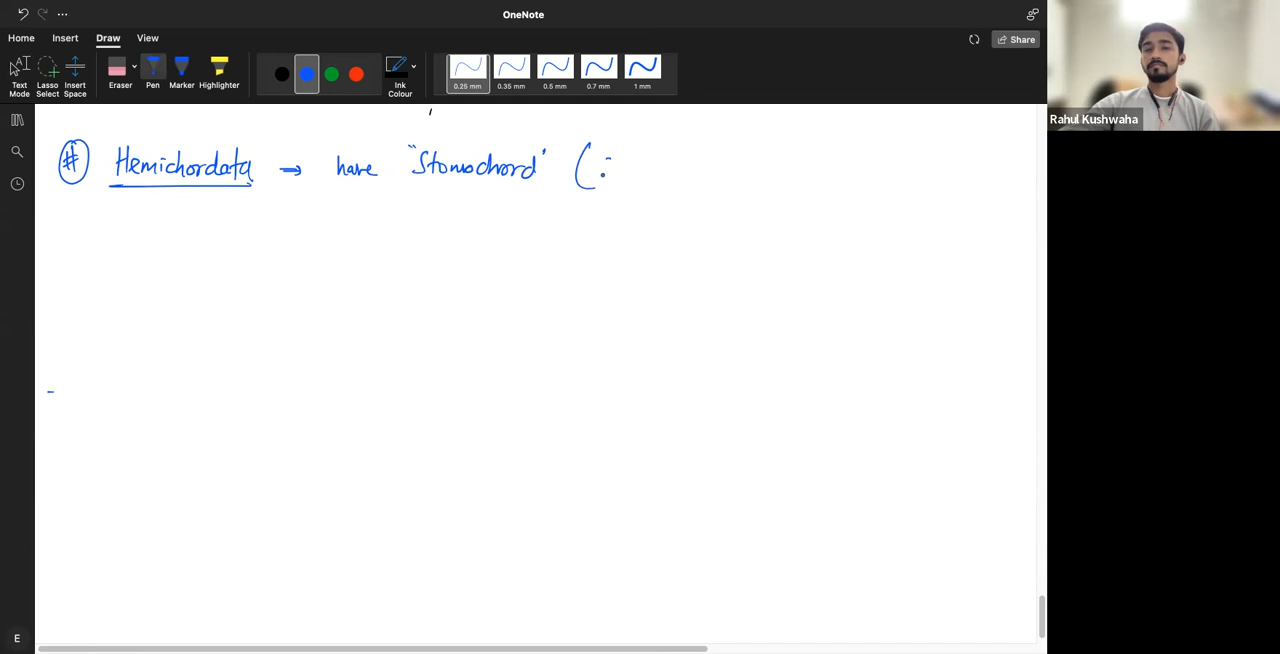 OneNote
Home Insert Draw View
Share
Text Mode
Lasso Select
Insert Space
Eraser
Pen
Marker
Highlighter
Ink Colour
0.25 mm
0.35 mm
0.5 mm
0.7 mm
1 mm
Rahul Kushwaha
# Hemichordata → have "Stomochord" (
E